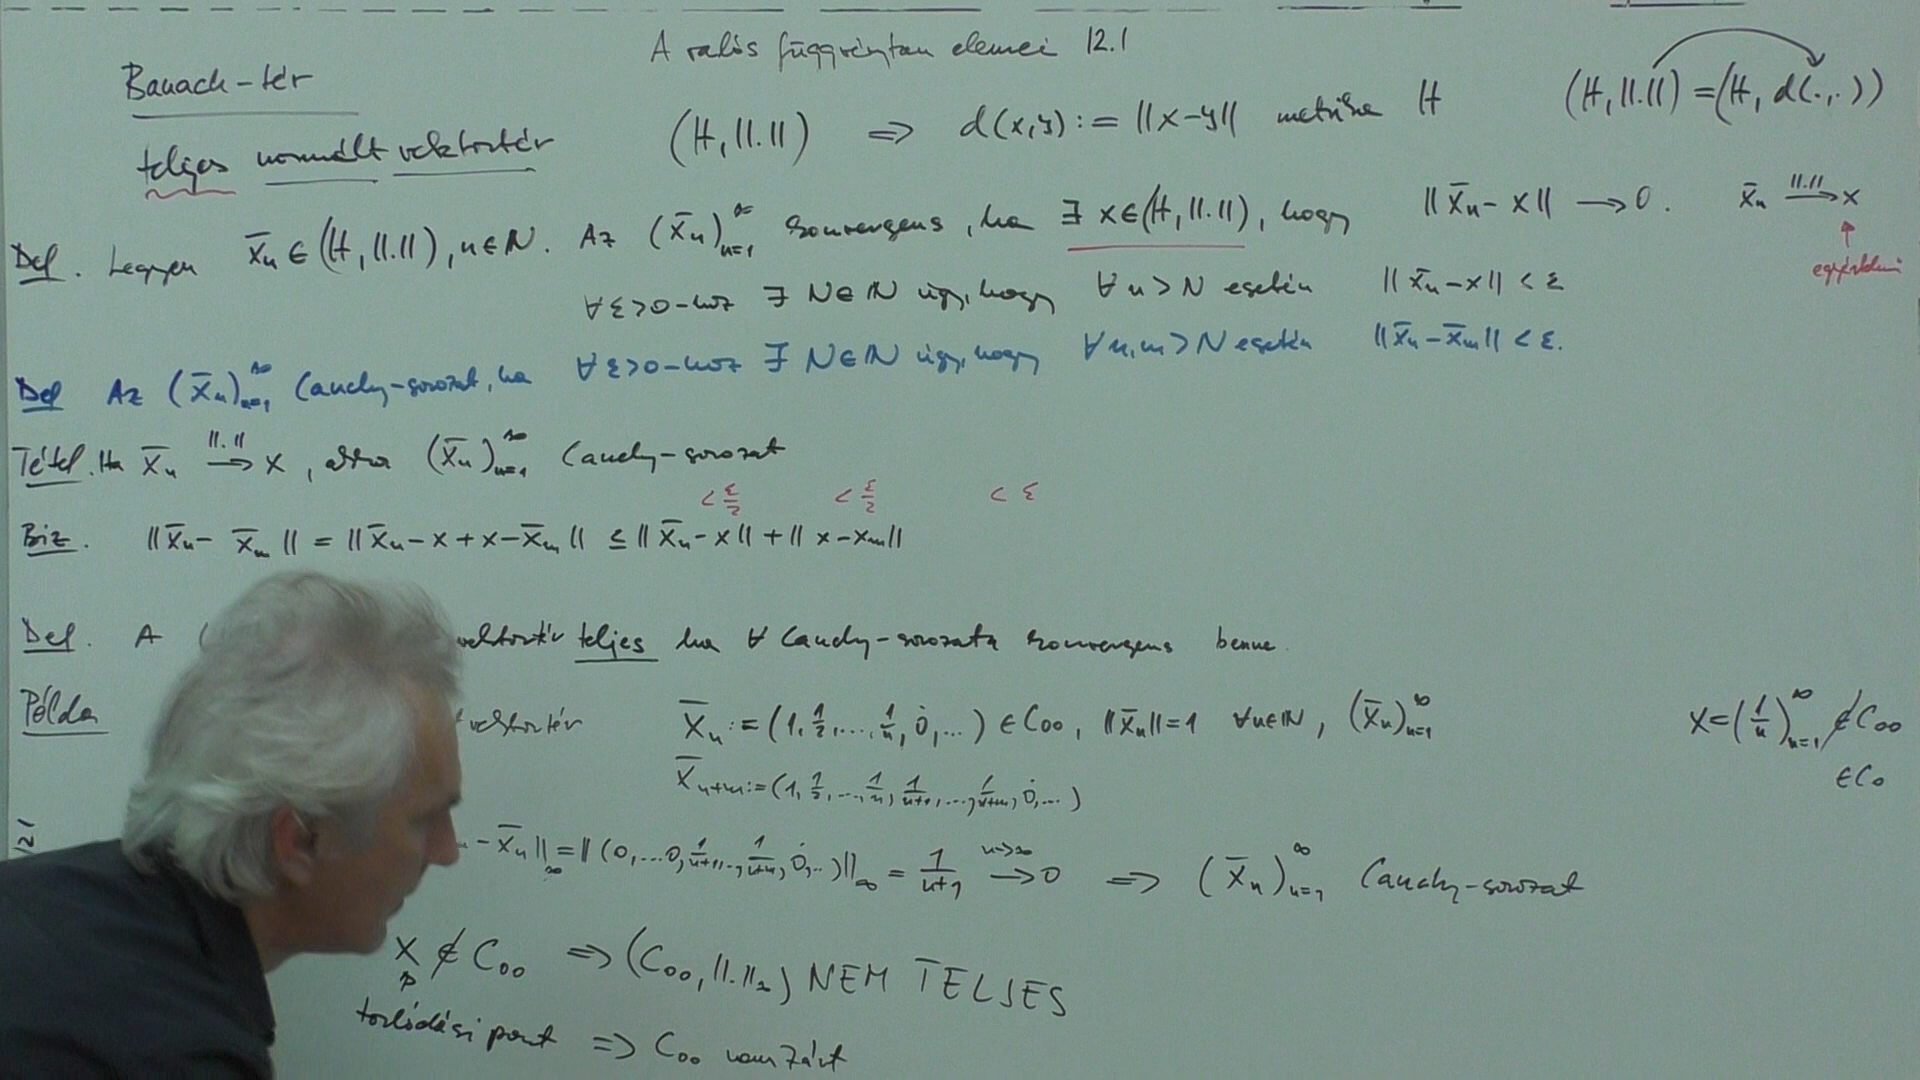 A valós függvénytan elemei 12.1
Banach-tér
teljes normált vektortér
(H, ||.||) => d(x,y) := ||x-y|| metrika H
(H, ||.||) = (H, d(.,.))
Def. Legyen x̄ₙ ∈ (H, ||.||), n∈ℕ. Az (x̄ₙ)ₙ₌₁^∞ konvergens, ha ∃ x∈(H, ||.||), hogy ||x̄ₙ - x|| → 0. x̄ₙ –||.||→ x
egyértelmű
∀ε>0-hoz ∃ N∈ℕ úgy, hogy ∀n>N esetén ||x̄ₙ-x|| < ε
Def Az (x̄ₙ)ₙ₌₁^∞ Cauchy-sorozat, ha ∀ε>0-hoz ∃ N∈ℕ úgy, hogy ∀n,m>N esetén ||x̄ₙ-x̄ₘ|| < ε.
Tétel. Ha x̄ₙ –||.||→ x, akkor (x̄ₙ)ₙ₌₁^∞ Cauchy-sorozat
< ε/2 < ε/2 < ε
Biz. ||x̄ₙ - x̄ₘ|| = ||x̄ₙ - x + x - x̄ₘ|| ≤ ||x̄ₙ - x|| + ||x - xₘ||
Def. A ( vektortér teljes ha ∀ Cauchy-sorozata konvergens benne.
Példa vektortér x̄ₙ := (1, 1/2, ..., 1/n, 0, ...) ∈ C₀₀, ||x̄ₙ|| = 1 ∀n∈ℕ, (x̄ₙ)ₙ₌₁^∞
x = (1/n)ₙ₌₁^∞ ∉ C₀₀
∈ C₀
x̄ₙ₊ₘ := (1, 1/2, ..., 1/n, 1/(n+1), ..., 1/(n+m), 0, ...)
- x̄ₙ||_∞ = ||(0, ...0, 1/(n+1), .., 1/(n+m), 0, ..)||_∞ = 1/(n+1) –n→∞→ 0 => (x̄ₙ)ₙ₌₁^∞ Cauchy-sorozat
x ∉ C₀₀ => (C₀₀, ||.||_∞) NEM TELJES
torlódási pont => C₀₀ nem zárt